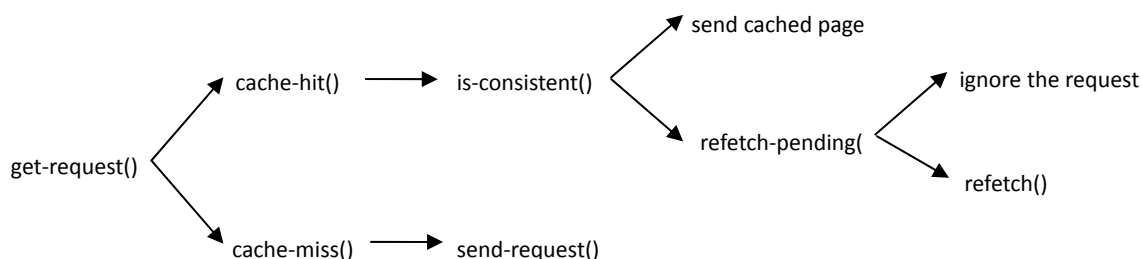 send cached page
cache-hit()
is-consistent()
ignore the request
get-request()
refetch-pending(
refetch()
cache-miss()
send-request()